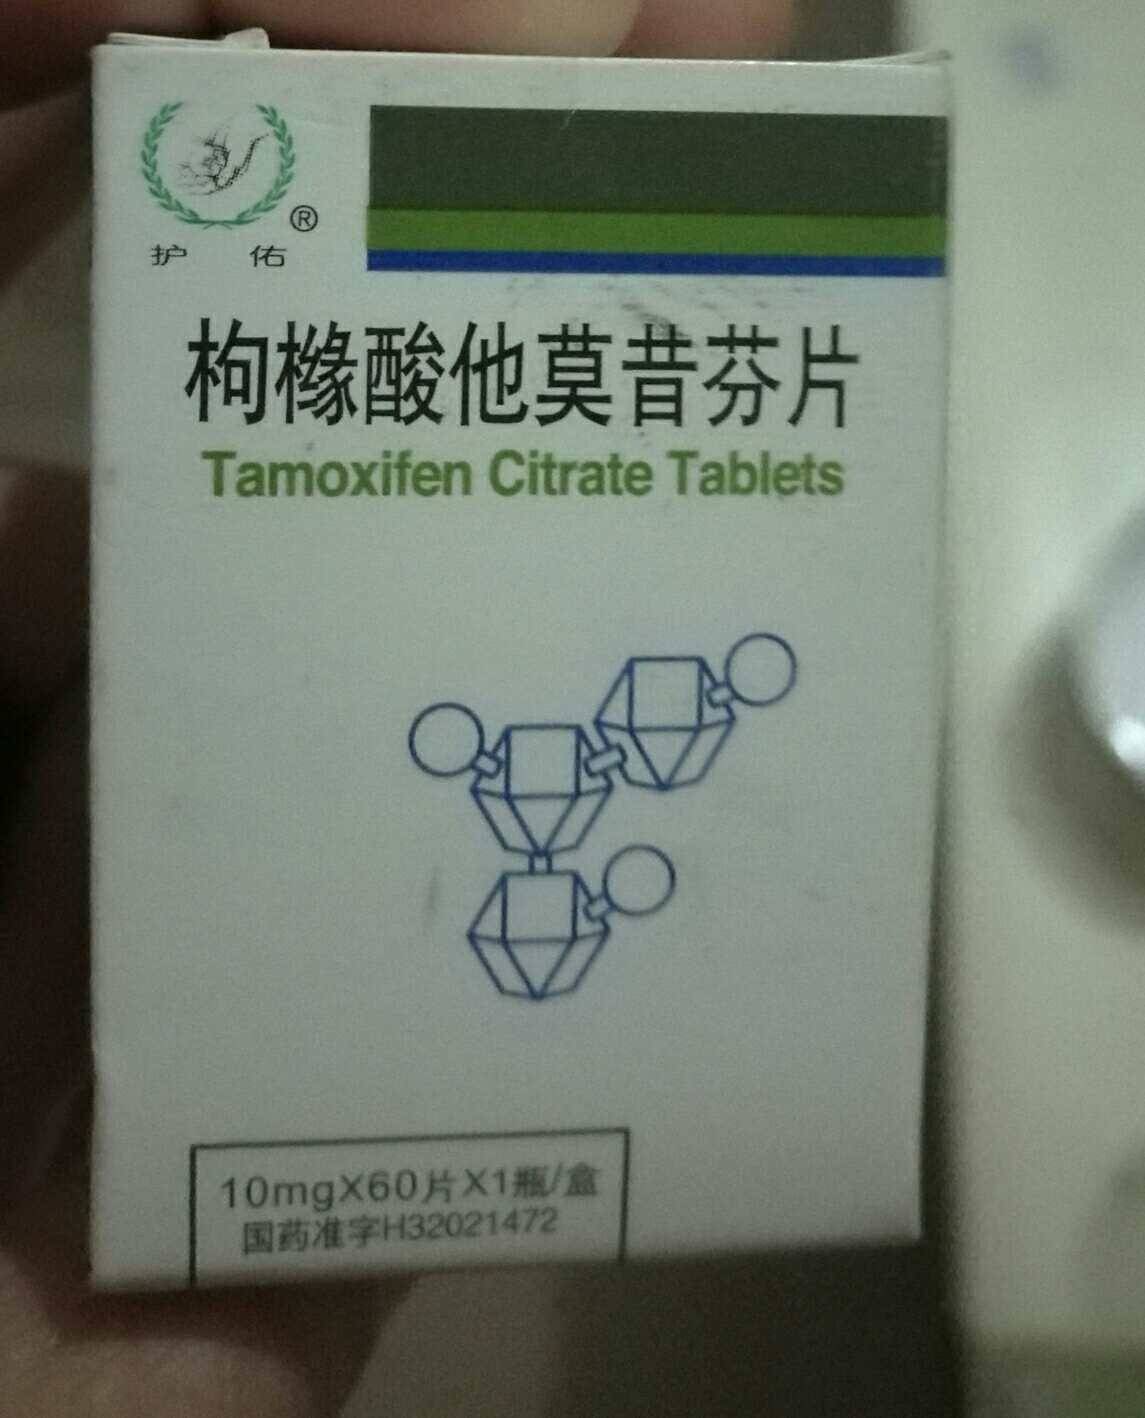 ®
护佑
枸橼酸他莫昔芬片
Tamoxifen Citrate Tablets
10mgX60片X1瓶/盒
国药准字H32021472